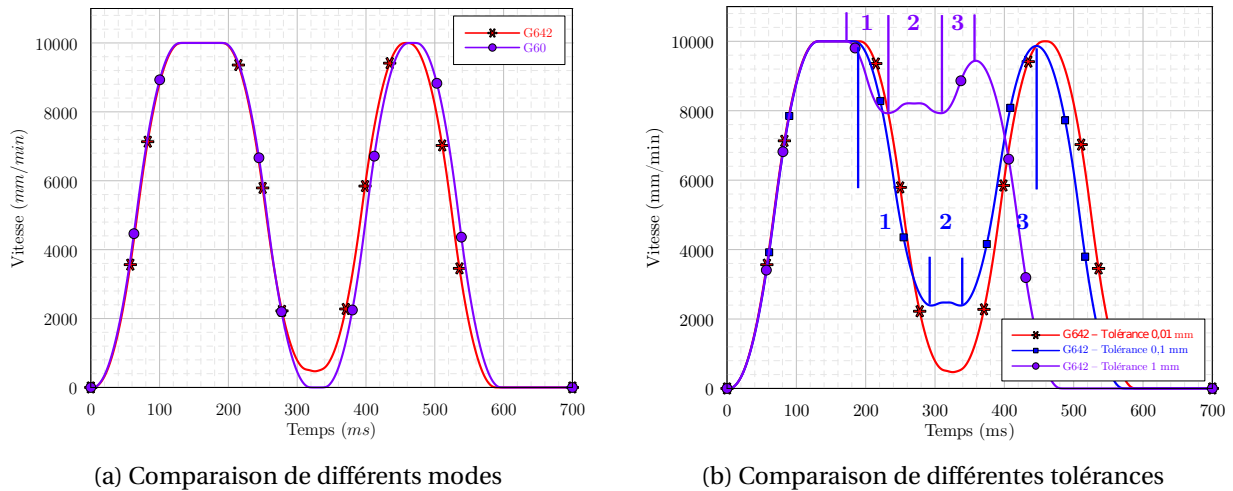 G642
G60
10000
8000
6000
4000
2000
0
Vitesse (mm/min)
0 100 200 300 400 500 600 700
Temps (ms)
(a) Comparaison de différents modes
1 2 3
10000
8000
6000
4000
2000
0
Vitesse (mm/min)
1 2 3
G642 – Tolérance 0,01 mm
G642 – Tolérance 0,1 mm
G642 – Tolérance 1 mm
0 100 200 300 400 500 600 700
Temps (ms)
(b) Comparaison de différentes tolérances